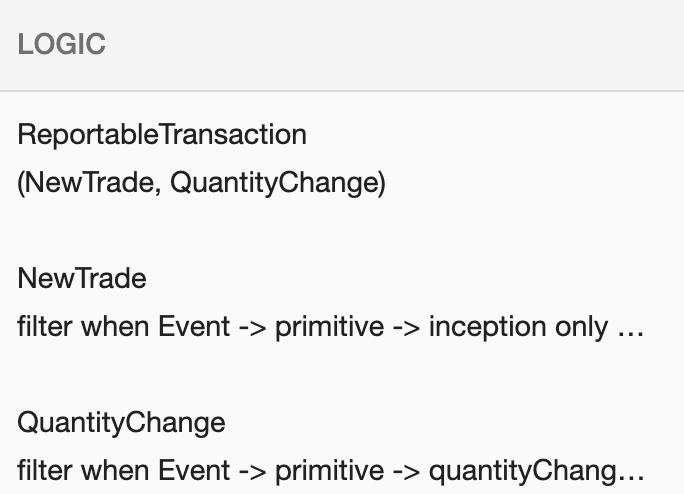 LOGIC
ReportableTransaction
(NewTrade, QuantityChange)
NewTrade
filter when Event -> primitive -> inception only …
QuantityChange
filter when Event -> primitive -> quantityChang…